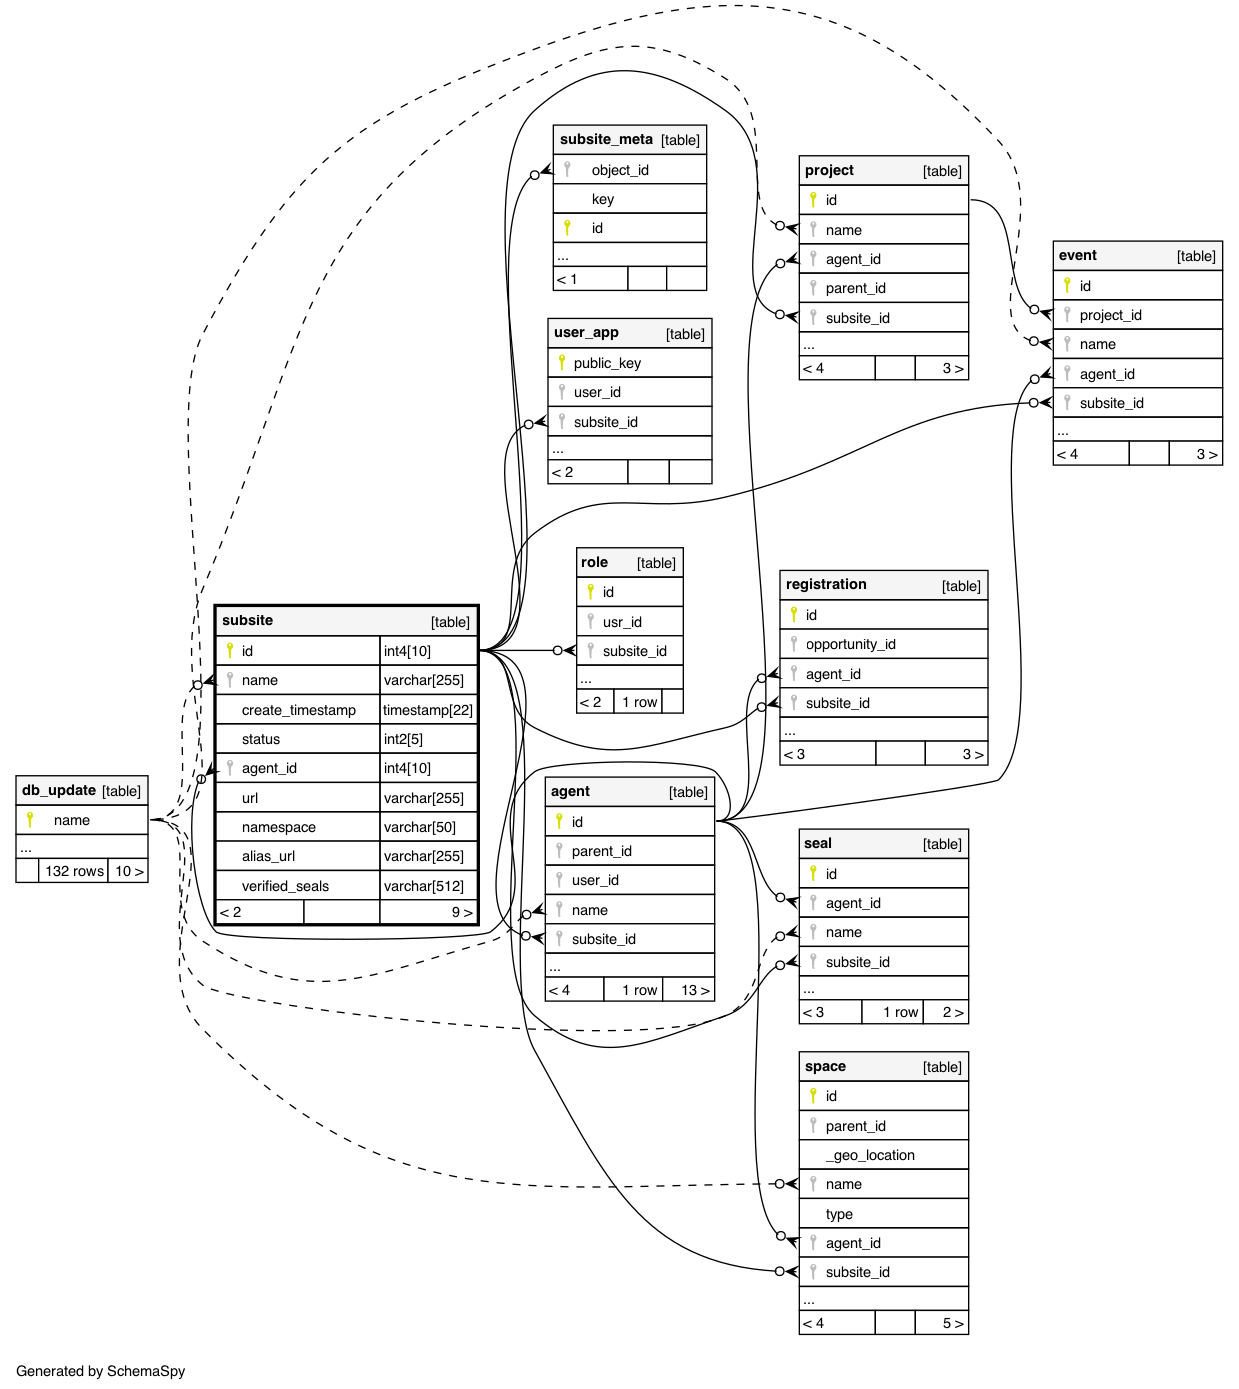 subsite_meta [table]
object_id
key
id
...
< 1
project [table]
id
name
agent_id
parent_id
subsite_id
...
< 4 3 >
event [table]
id
project_id
name
agent_id
subsite_id
...
< 4 3 >
user_app [table]
public_key
user_id
subsite_id
...
< 2
role [table]
id
usr_id
subsite_id
...
< 2 1 row
registration [table]
id
opportunity_id
agent_id
subsite_id
...
< 3 3 >
subsite [table]
id int4[10]
name varchar[255]
create_timestamp timestamp[22]
status int2[5]
agent_id int4[10]
url varchar[255]
namespace varchar[50]
alias_url varchar[255]
verified_seals varchar[512]
< 2 9 >
db_update [table]
name
...
132 rows 10 >
agent [table]
id
parent_id
user_id
name
subsite_id
...
< 4 1 row 13 >
seal [table]
id
agent_id
name
subsite_id
...
< 3 1 row 2 >
space [table]
id
parent_id
_geo_location
name
type
agent_id
subsite_id
...
< 4 5 >
Generated by SchemaSpy